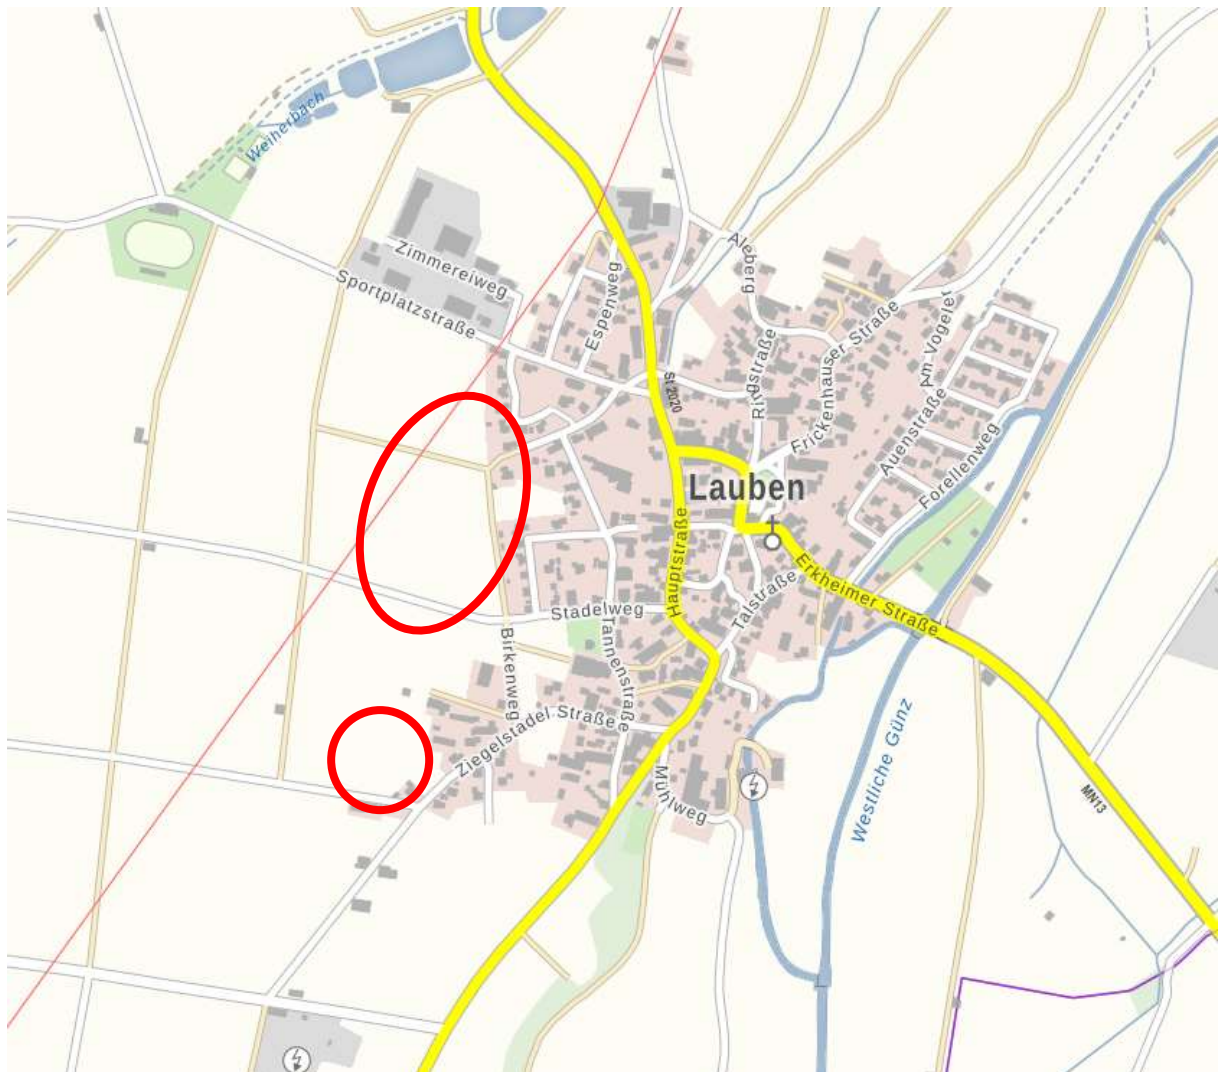 Weiherbach
Zimmereiweg
Sportplatzstraße
Espenweg
Aleberg
St 2020
Ringstraße
Frickenhauser Straße
Am Vogeler
Auenstraße
Forellenweg
Lauben
Hauptstraße
Erkheimer Straße
Talstraße
Stadelweg
Tannenstraße
Birkenweg
Ziegelstadel Straße
Mühlweg
Westliche Günz
MN13